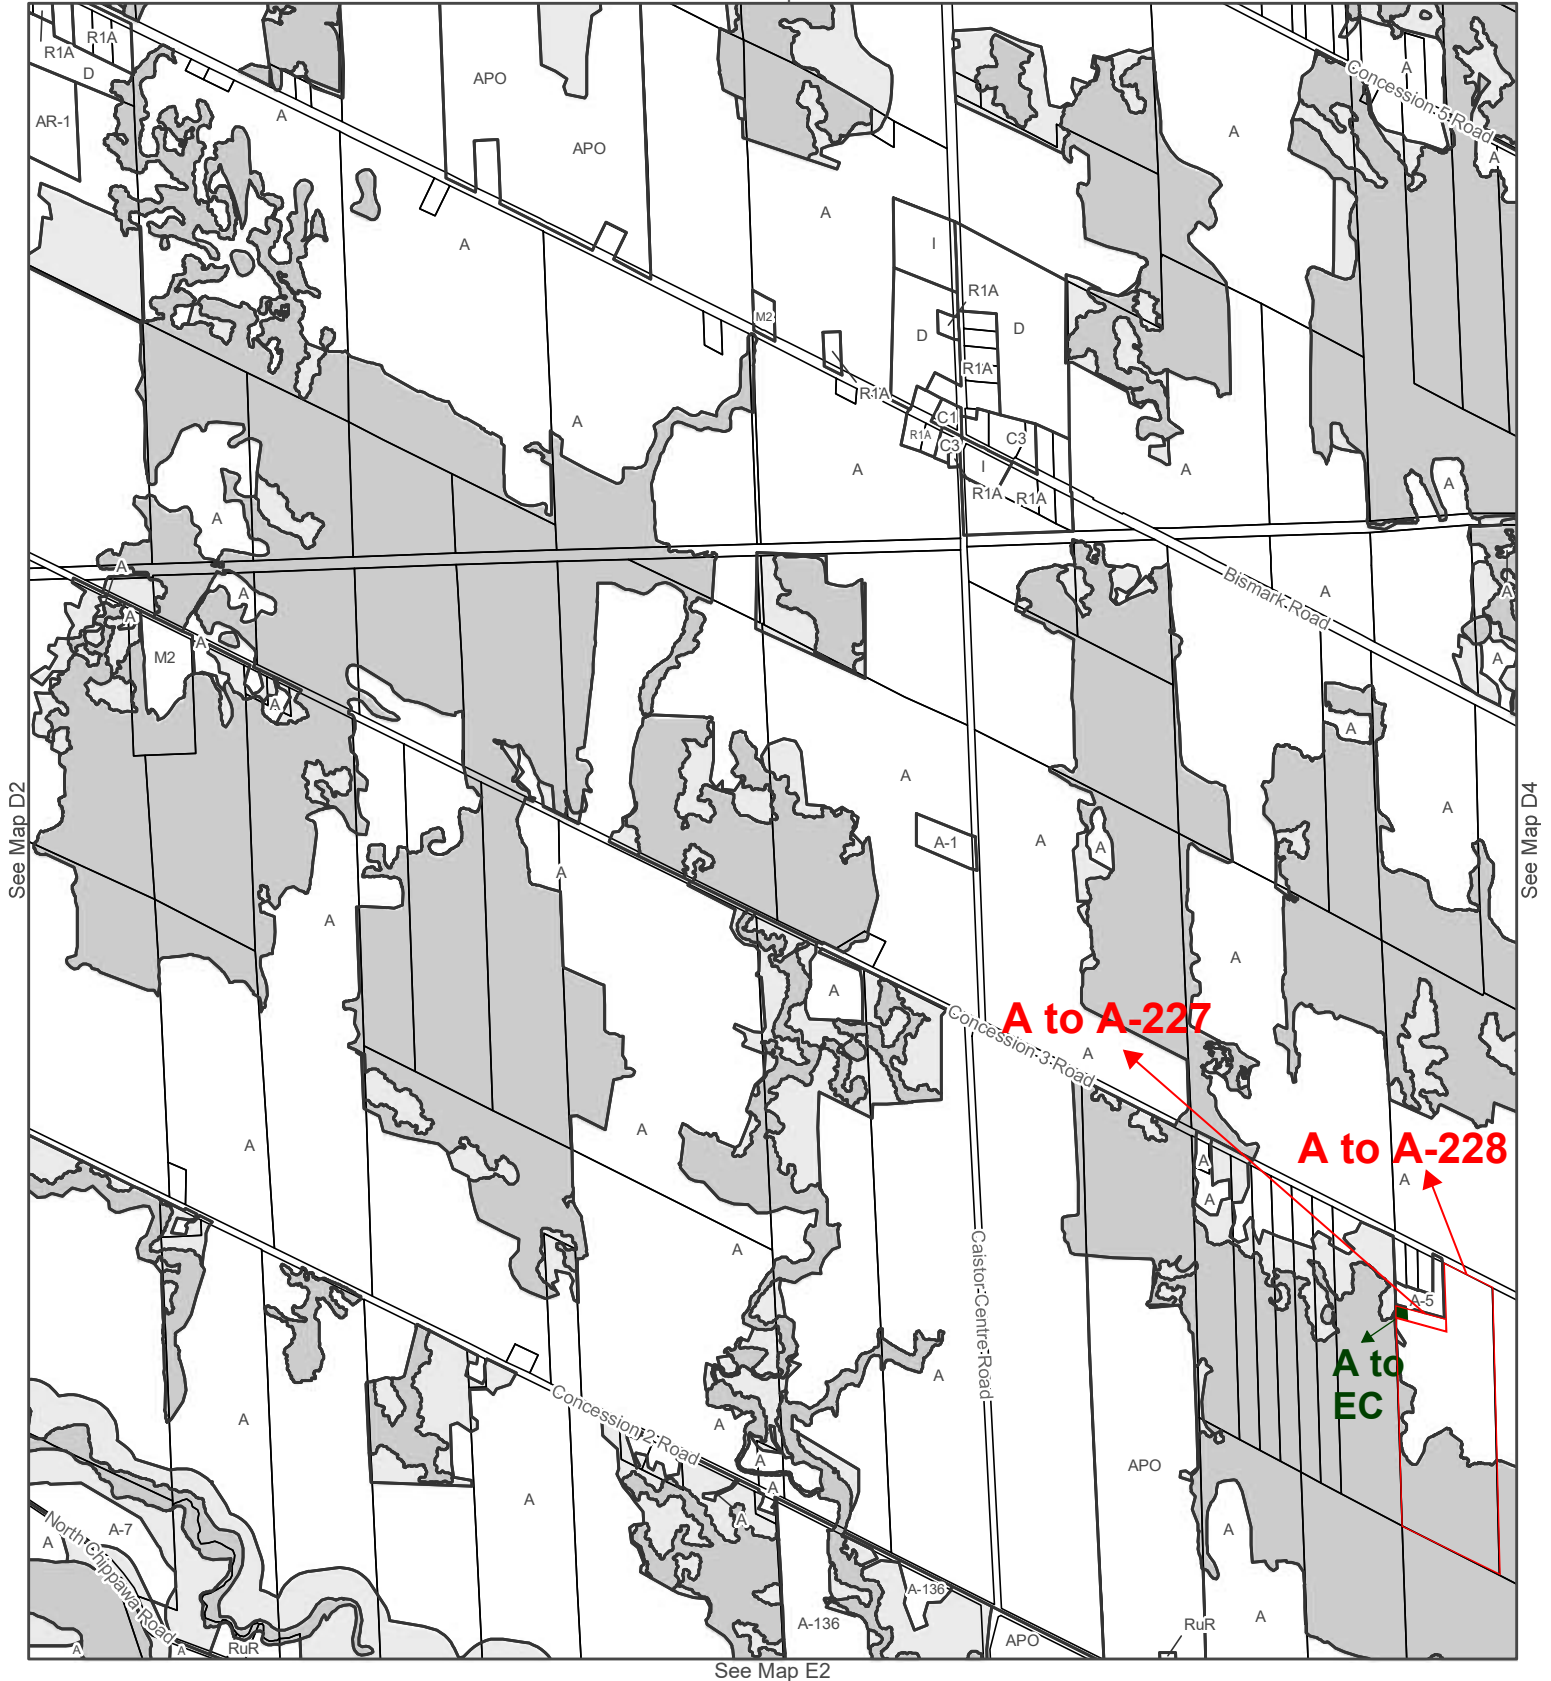 R1A
R1A
D
AR-1
A
APO
APO
A
Concession 5 Road
A
A
A
A
I
R1A
M2
D
D
R1A
R1A
C1
R1A
C3
C3
I
R1A
R1A
A
A
A
A
A
A
A
A
A
A
M2
A
Bismark Road
A
A
A
A
A
See Map D2
A
A-1
A
A
A
See Map D4
A
A
A
A
Concession 3 Road
A to A-227
A
A
A
A to A-228
A
A
A
A
Caistor Centre Road
A-5
A to
EC
A
A
Concession 2 Road
A
A
A
A
A
APO
A-7
A
North Chippawa Road
A
A
A-136
A-136
A
RuR
A
A
RuR
APO
See Map E2